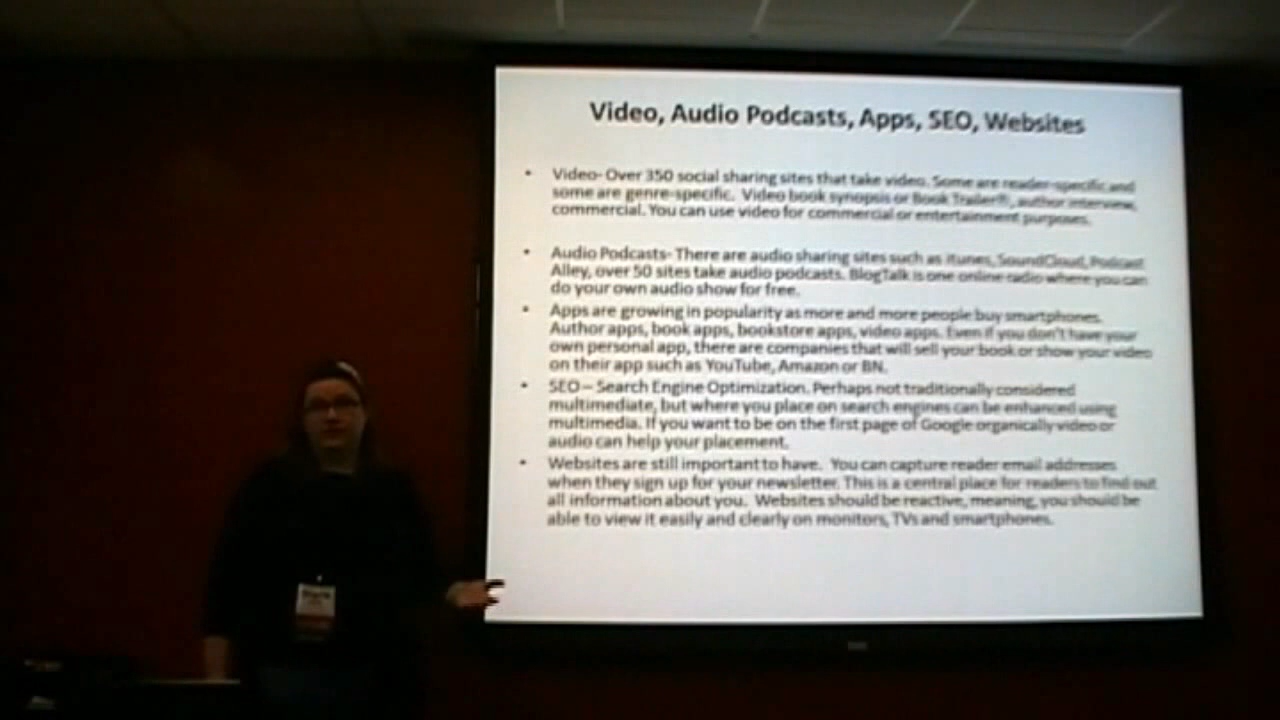 Video, Audio Podcasts, Apps, SEO, Websites
• Video- Over 350 social sharing sites that take video. Some are reader-specific and
some are genre-specific. Video book synopsis or Book Trailer®, author interview,
commercial. You can use video for commercial or entertainment purposes.
• Audio Podcasts- There are audio sharing sites such as itunes, SoundCloud, Podcast
Alley, over 50 sites take audio podcasts. BlogTalk is one online radio where you can
do your own audio show for free.
• Apps are growing in popularity as more and more people buy smartphones.
Author apps, book apps, bookstore apps, video apps. Even if you don't have your
own personal app, there are companies that will sell your book or show your video
on their app such as YouTube, Amazon or BN.
• SEO – Search Engine Optimization. Perhaps not traditionally considered
multimediate, but where you place on search engines can be enhanced using
multimedia. If you want to be on the first page of Google organically video or
audio can help your placement.
• Websites are still important to have. You can capture reader email addresses
when they sign up for your newsletter. This is a central place for readers to find out
all information about you. Websites should be reactive, meaning, you should be
able to view it easily and clearly on monitors, TVs and smartphones.